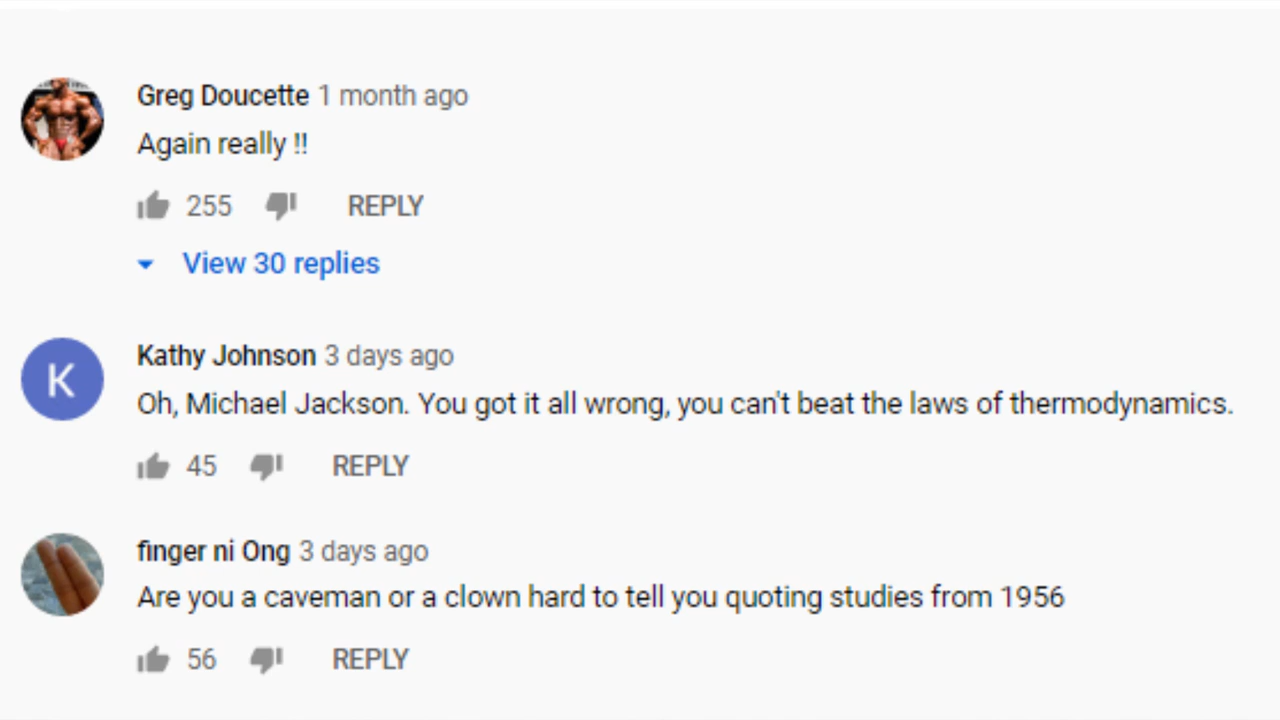 Greg Doucette 1 month ago
Again really !!
255 REPLY
View 30 replies
K
Kathy Johnson 3 days ago
Oh, Michael Jackson. You got it all wrong, you can't beat the laws of thermodynamics.
45 REPLY
finger ni Ong 3 days ago
Are you a caveman or a clown hard to tell you quoting studies from 1956
56 REPLY